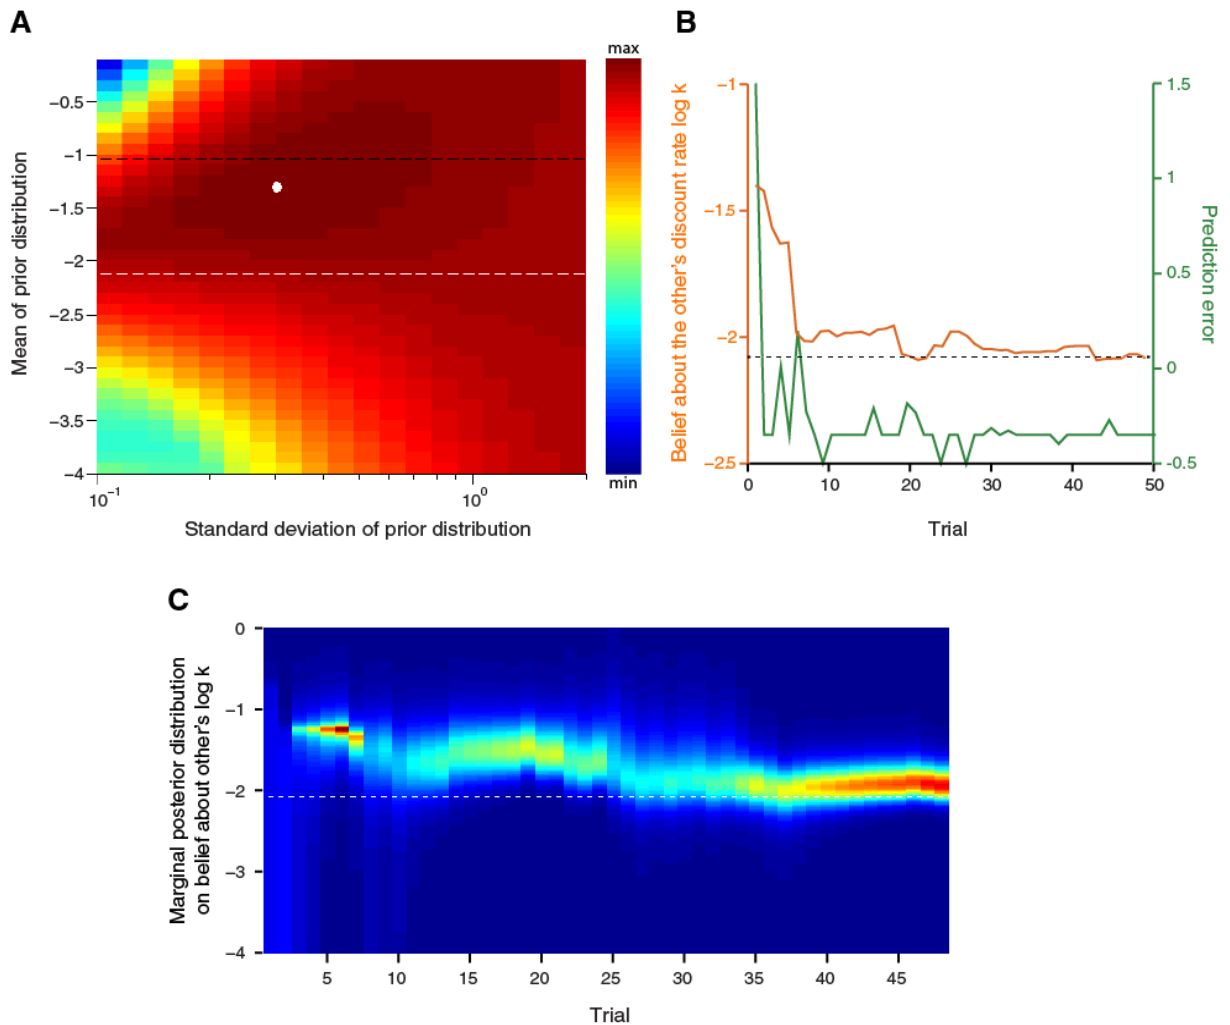 A
max
−0.5
−1
−1.5
−2
−2.5
−3
−3.5
−4
min
10⁻¹
10⁰
Mean of prior distribution
Standard deviation of prior distribution
B
−1
−1.5
−2
−2.5
Belief about the other's discount rate log k
1.5
1
0.5
0
-0.5
Prediction error
0 10 20 30 40 50
Trial
C
0
−1
−2
−3
−4
Marginal posterior distribution
on belief about other's log k
5 10 15 20 25 30 35 40 45
Trial